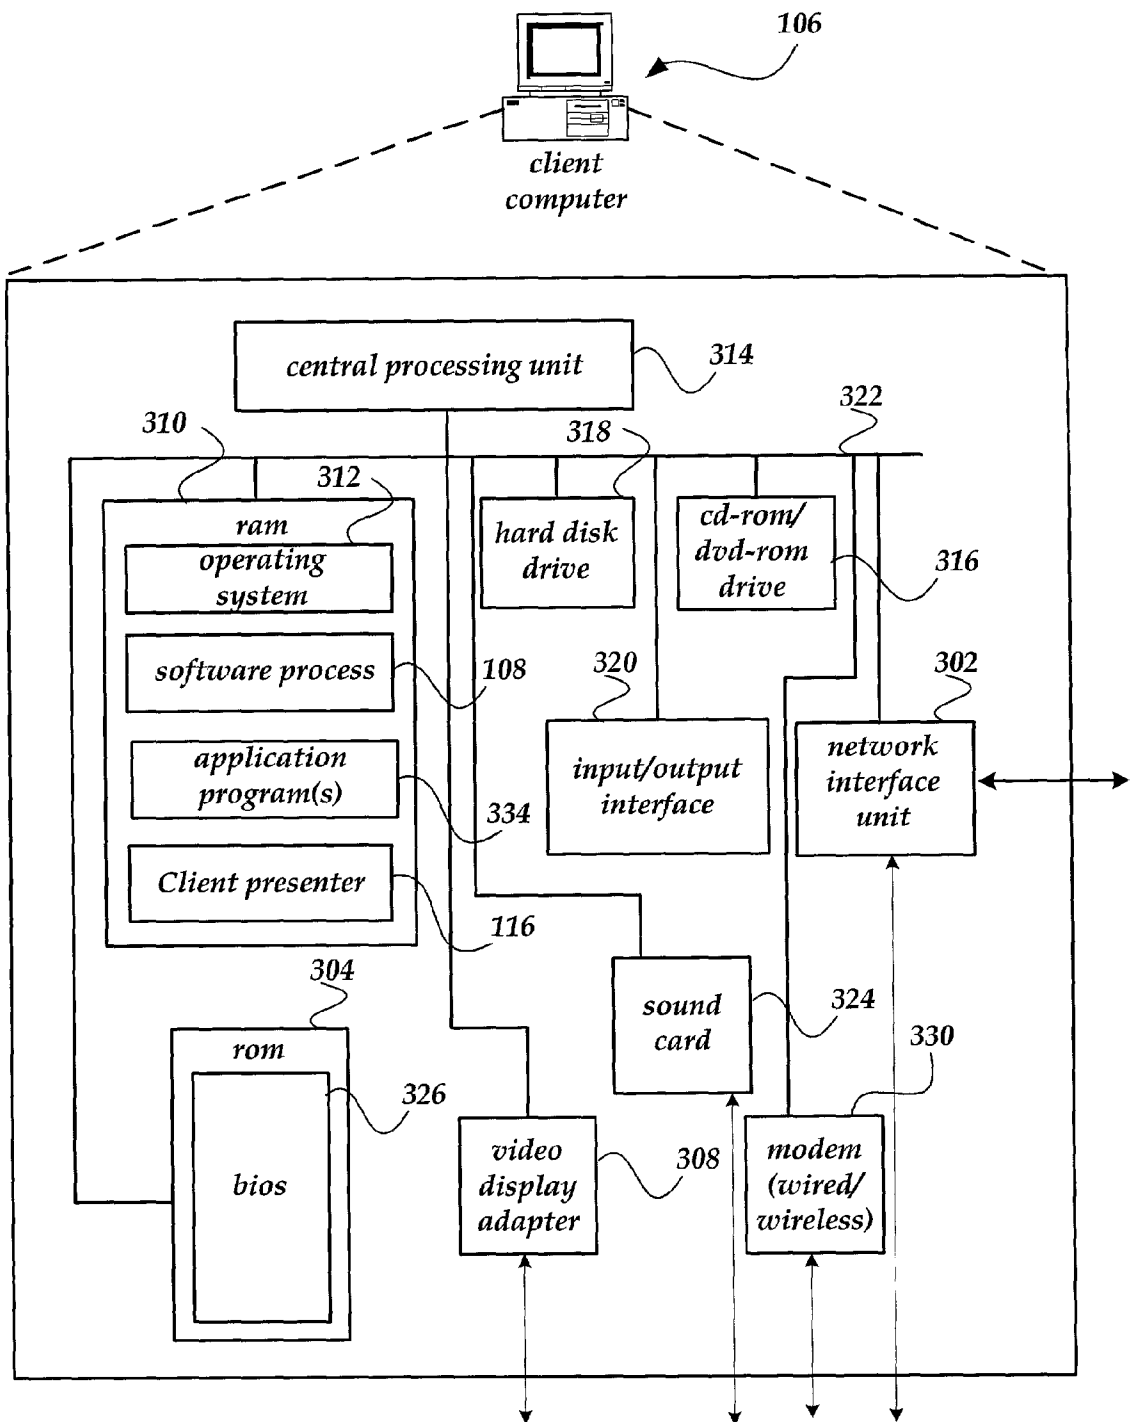 106
client
computer
central processing unit
314
310
318
322
312
ram
operating
system
hard disk
drive
cd-rom/
dvd-rom
drive
316
software process
108
320
302
application
program(s)
334
input/output
interface
network
interface
unit
Client presenter
116
304
rom
326
bios
sound
card
324
330
video
display
adapter
308
modem
(wired/
wireless)